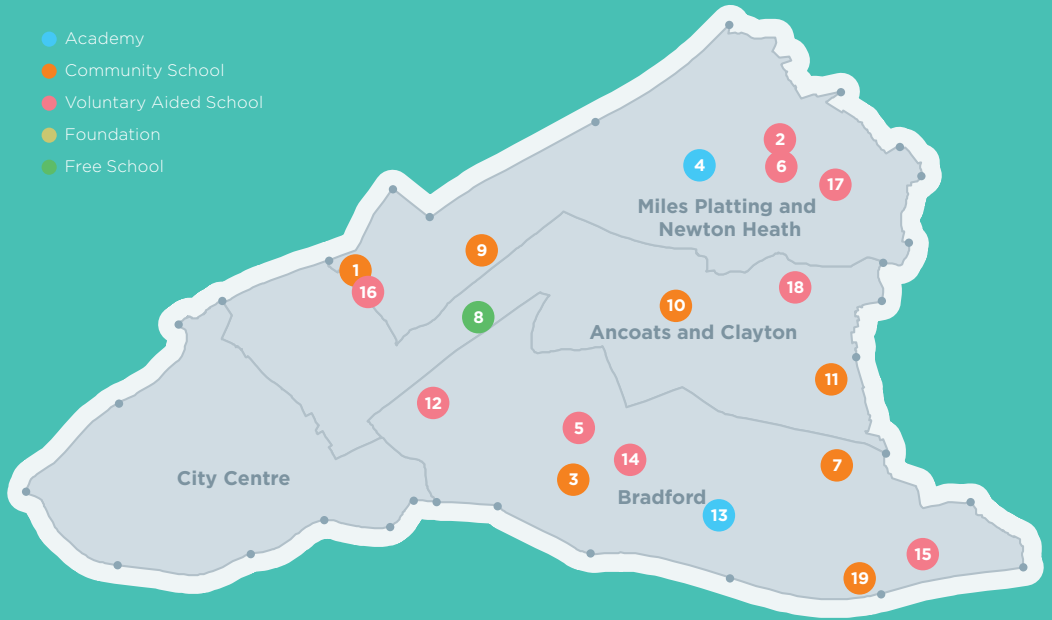 Academy
Community School
Voluntary Aided School
Foundation
Free School
2
4
6
17
Miles Platting and
Newton Heath
9
1
16
18
10
8
Ancoats and Clayton
11
12
5
14
7
3
City Centre
Bradford
13
15
19